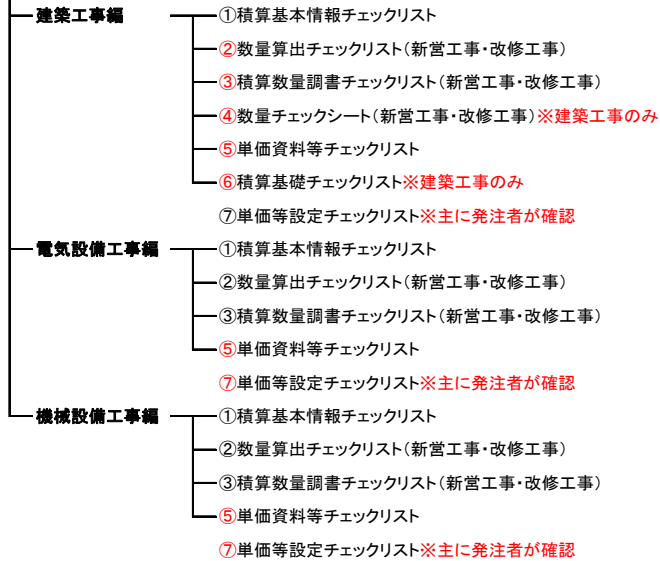 建築工事編
①積算基本情報チェックリスト
②数量算出チェックリスト（新営工事・改修工事）
③積算数量調書チェックリスト（新営工事・改修工事）
④数量チェックシート（新営工事・改修工事）※建築工事のみ
⑤単価資料等チェックリスト
⑥積算基礎チェックリスト※建築工事のみ
⑦単価等設定チェックリスト※主に発注者が確認
電気設備工事編
①積算基本情報チェックリスト
②数量算出チェックリスト（新営工事・改修工事）
③積算数量調書チェックリスト（新営工事・改修工事）
⑤単価資料等チェックリスト
⑦単価等設定チェックリスト※主に発注者が確認
機械設備工事編
①積算基本情報チェックリスト
②数量算出チェックリスト（新営工事・改修工事）
③積算数量調書チェックリスト（新営工事・改修工事）
⑤単価資料等チェックリスト
⑦単価等設定チェックリスト※主に発注者が確認